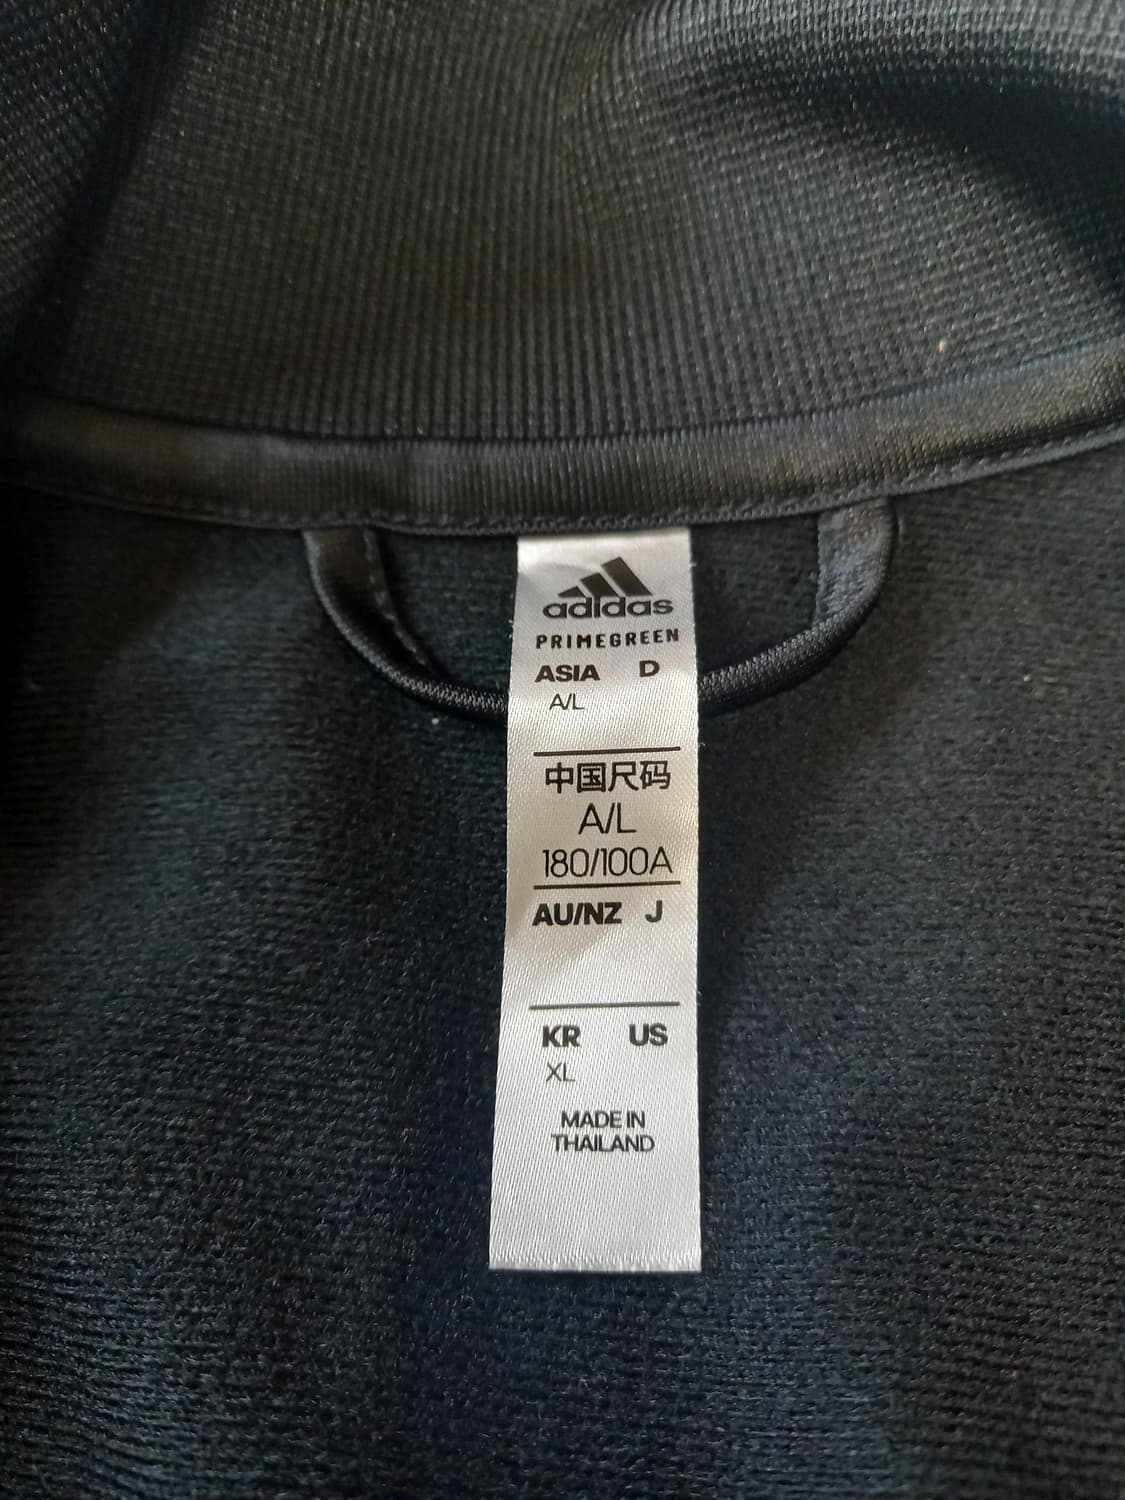 adidas
PRIMEGREEN
ASIA D
A/L
中国尺码
A/L
180/100A
AU/NZ J
KR US
XL
MADE IN
THAILAND